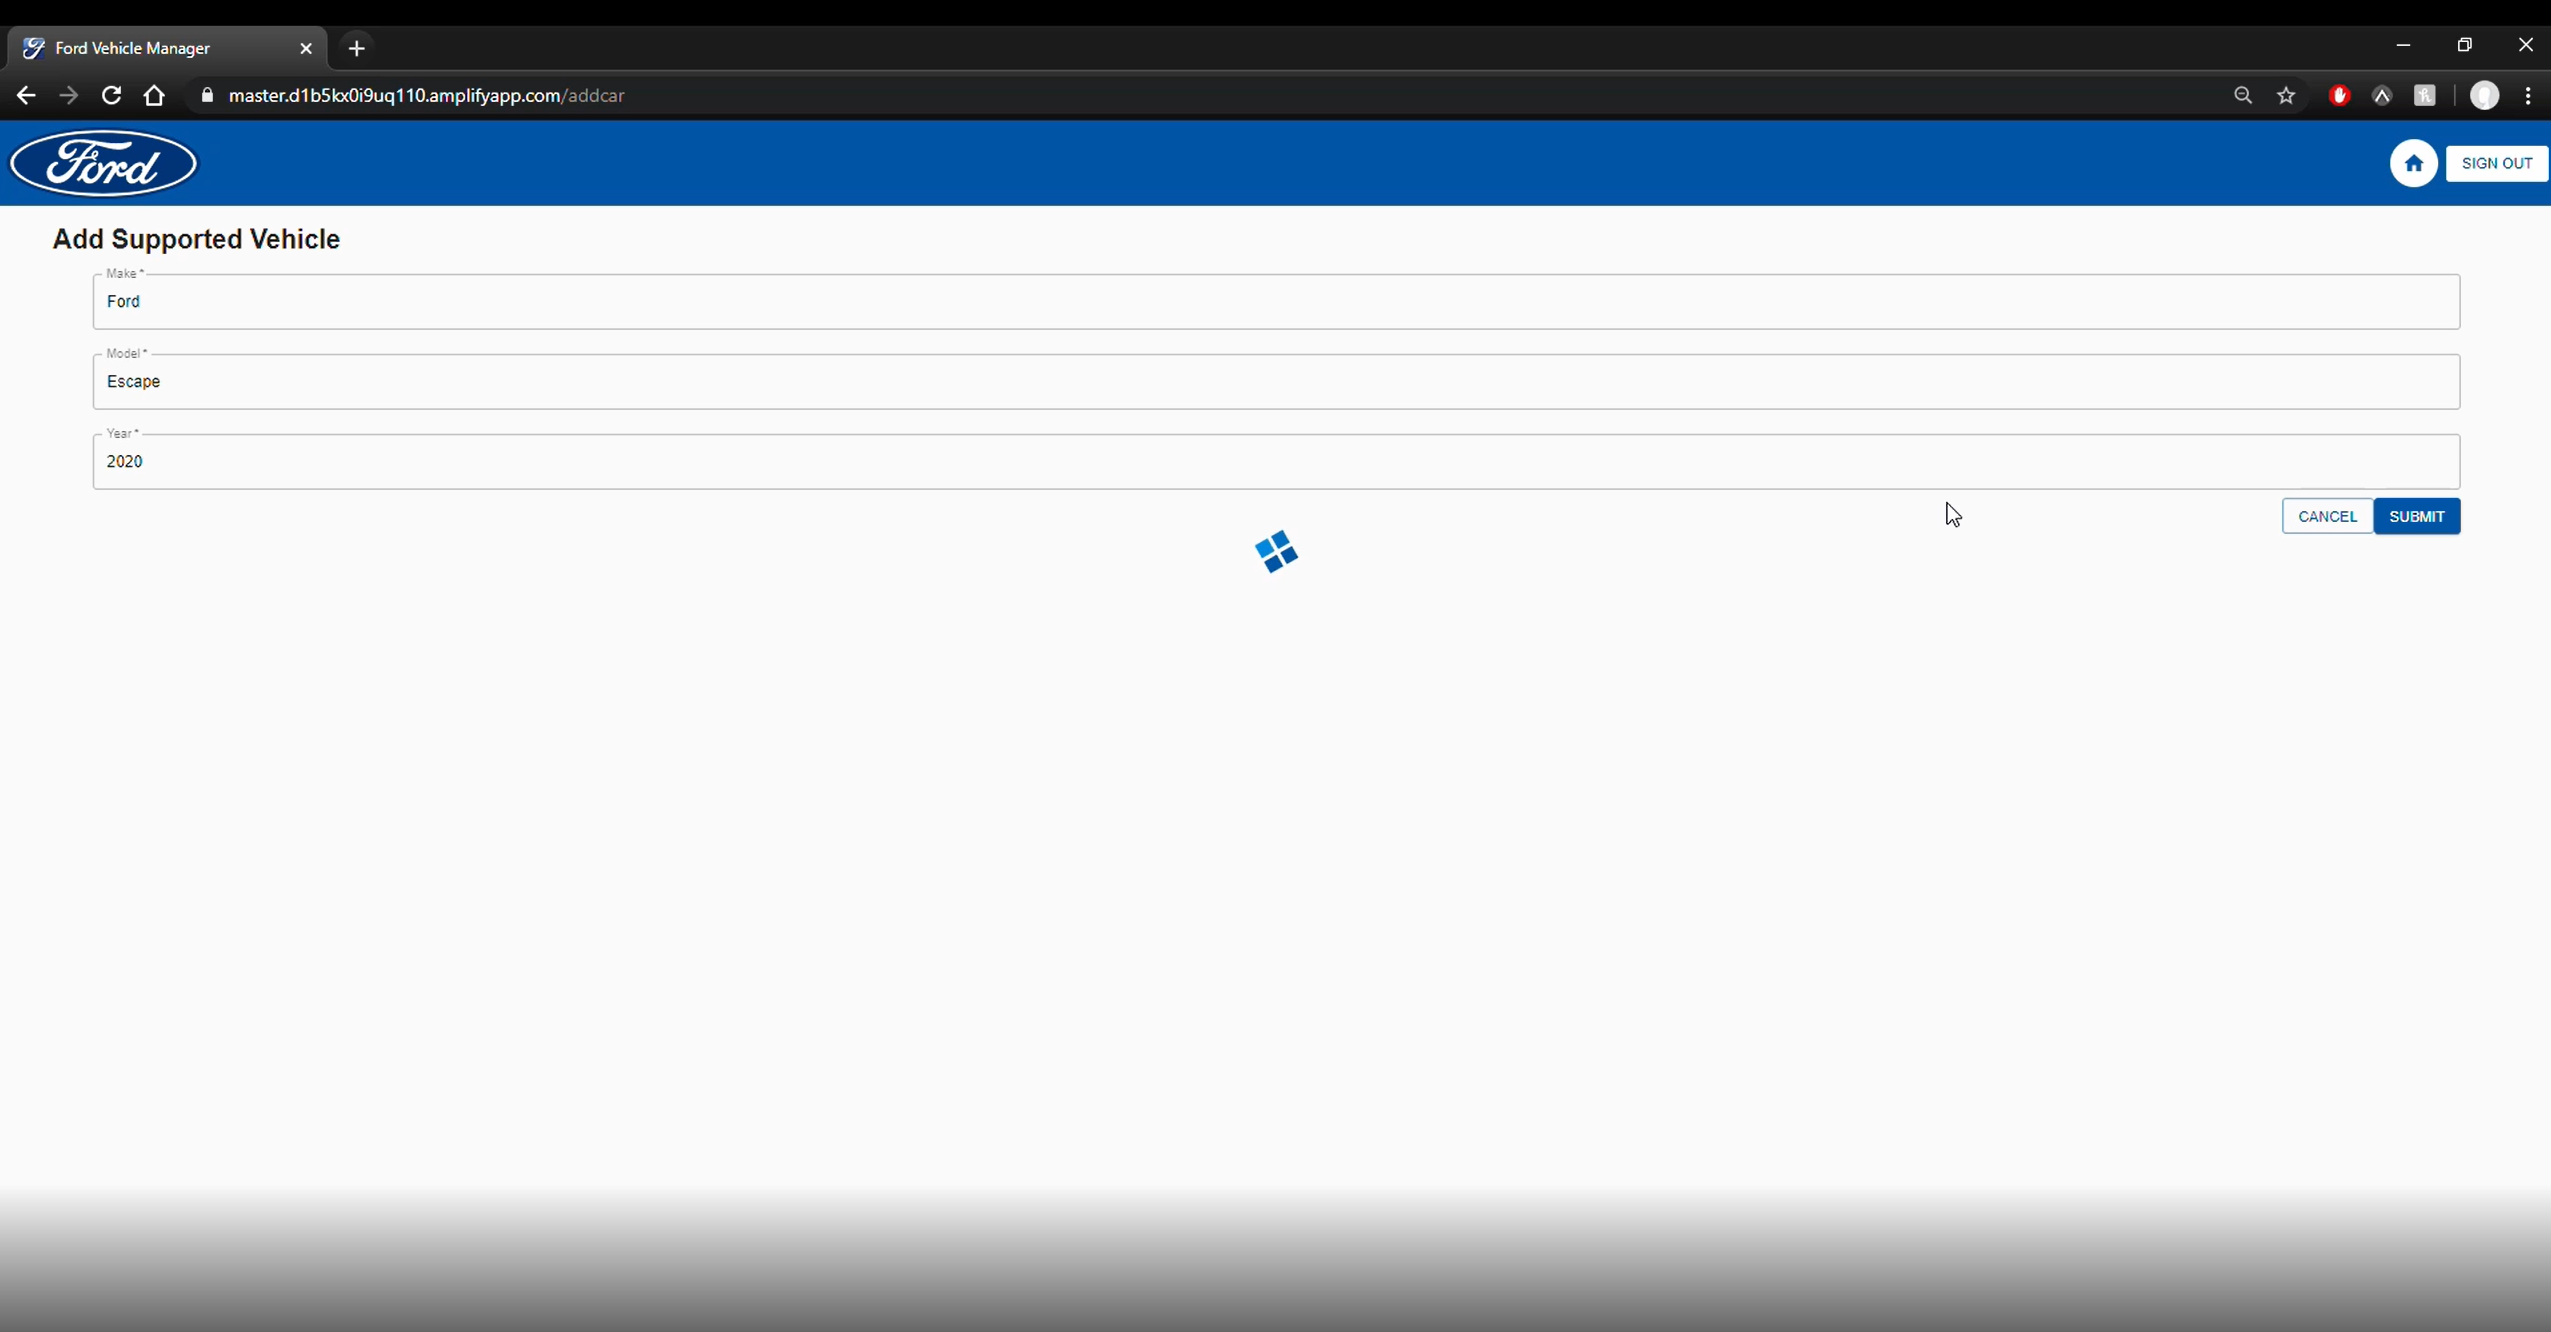 Ford Vehicle Manager
master.d1b5kx0i9uq110.amplifyapp.com/addcar
Ford
SIGN OUT
Add Supported Vehicle
Make *
Ford
Model *
Escape
Year *
2020
CANCEL SUBMIT